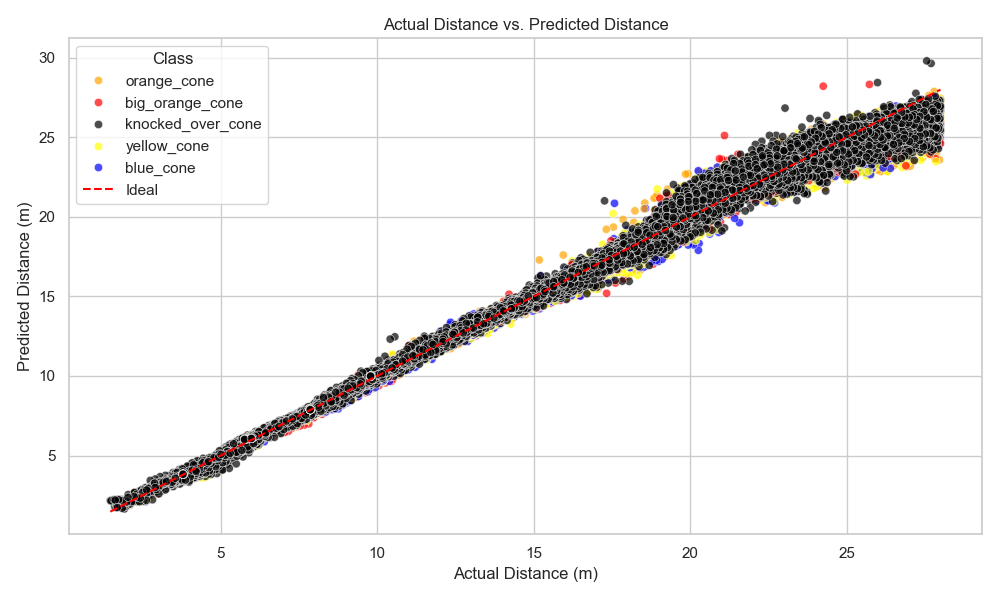 Actual Distance vs. Predicted Distance
Class
orange_cone
big_orange_cone
knocked_over_cone
yellow_cone
blue_cone
Ideal
Predicted Distance (m)
30
25
20
15
10
5
5
10
15
20
25
Actual Distance (m)